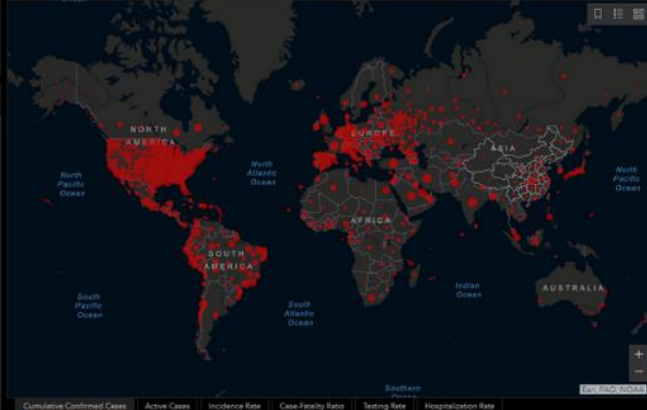 NORTH
AMERICA
EUROPE
ASIA
North
Pacific
Ocean
North
Atlantic
Ocean
North
Pacific
Ocean
AFRICA
SOUTH
AMERICA
Indian
Ocean
AUSTRALIA
South
Pacific
Ocean
South
Atlantic
Ocean
+
−
Southern
Ocean
Esri, FAO, NOAA
Cumulative Confirmed Cases
Active Cases
Incidence Rate
Case-Fatality Ratio
Testing Rate
Hospitalization Rate